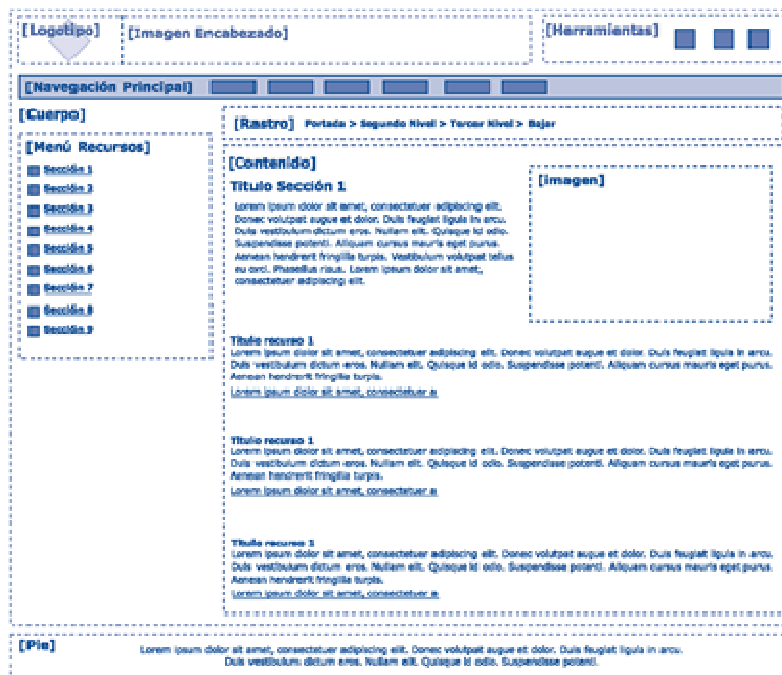 [Logotipo]
[Imagen Encabezado]
[Herramientas]
[Navegación Principal]
[Cuerpo]
[Menú Recursos]
Sección 1
Sección 2
Sección 3
Sección 4
Sección 5
Sección 6
Sección 7
Sección 8
Sección 9
[Rastro] Portada > Segundo Nivel > Tercer Nivel > Bajar
[Contenido]
Titulo Sección 1
Lorem ipsum dolor sit amet, consectetuer adipiscing elit.
Donec volutpat augue et dolor. Duis feugiat ligula in arcu.
Duis vestibulum dictum eros. Nullam elit. Quisque id odio.
Suspendisse potenti. Aliquam cursus mauris eget purus.
Aenean hendrerit fringilla turpis. Vestibulum volutpat tellus
eu orci. Phasellus risus. Lorem ipsum dolor sit amet,
consectetuer adipiscing elit.
[imagen]
Titulo recurso 1
Lorem ipsum dolor sit amet, consectetuer adipiscing elit. Donec volutpat augue et dolor. Duis feugiat ligula in arcu.
Duis vestibulum dictum eros. Nullam elit. Quisque id odio. Suspendisse potenti. Aliquam cursus mauris eget purus.
Aenean hendrerit fringilla turpis.
Lorem ipsum dolor sit amet, consectetuer a
Titulo recurso 1
Lorem ipsum dolor sit amet, consectetuer adipiscing elit. Donec volutpat augue et dolor. Duis feugiat ligula in arcu.
Duis vestibulum dictum eros. Nullam elit. Quisque id odio. Suspendisse potenti. Aliquam cursus mauris eget purus.
Aenean hendrerit fringilla turpis.
Lorem ipsum dolor sit amet, consectetuer a
Titulo recurso 1
Lorem ipsum dolor sit amet, consectetuer adipiscing elit. Donec volutpat augue et dolor. Duis feugiat ligula in arcu.
Duis vestibulum dictum eros. Nullam elit. Quisque id odio. Suspendisse potenti. Aliquam cursus mauris eget purus.
Aenean hendrerit fringilla turpis.
Lorem ipsum dolor sit amet, consectetuer a
[Pie]
Lorem ipsum dolor sit amet, consectetuer adipiscing elit. Donec volutpat augue et dolor. Duis feugiat ligula in arcu.
Duis vestibulum dictum eros. Nullam elit. Quisque id odio. Suspendisse potenti.